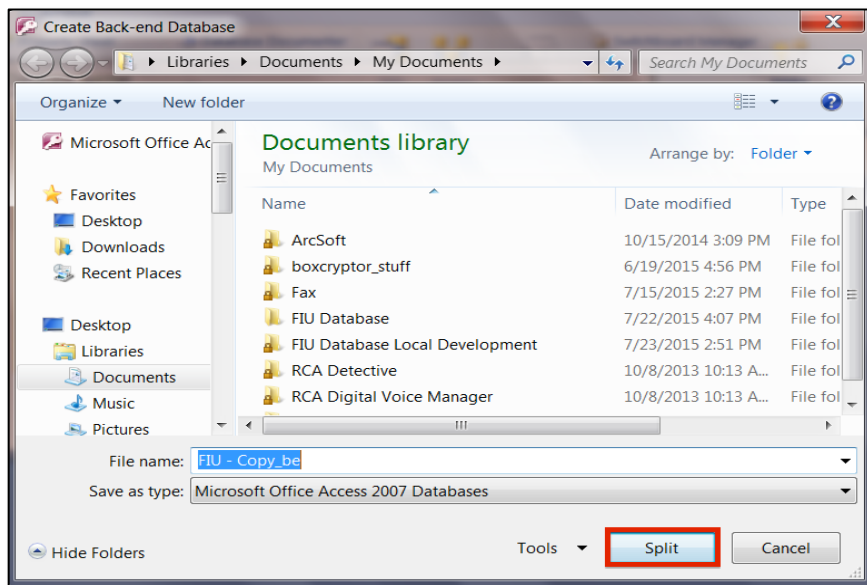 Create Back-end Database
Libraries Documents My Documents Search My Documents
Organize New folder
Microsoft Office Ac
Favorites
Desktop
Downloads
Recent Places
Desktop
Libraries
Documents
Music
Pictures
Documents library
My Documents
Arrange by: Folder
Name Date modified Type
ArcSoft 10/15/2014 3:09 PM File fol
boxcryptor_stuff 6/19/2015 4:56 PM File fol
Fax 7/15/2015 2:27 PM File fol
FIU Database 7/22/2015 4:07 PM File fol
FIU Database Local Development 7/23/2015 2:51 PM File fol
RCA Detective 10/8/2013 10:13 A... File fol
RCA Digital Voice Manager 10/8/2013 10:13 A... File fol
File name: FIU - Copy_be
Save as type: Microsoft Office Access 2007 Databases
Hide Folders Tools Split Cancel